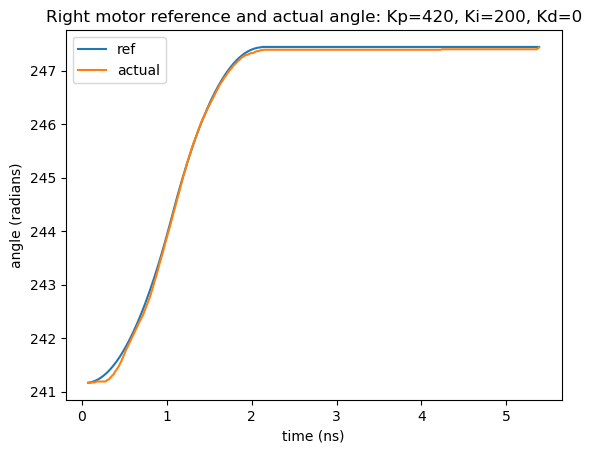 Right motor reference and actual angle: Kp=420, Ki=200, Kd=0
ref
actual
angle (radians)
247
246
245
244
243
242
241
0 1 2 3 4 5
time (ns)